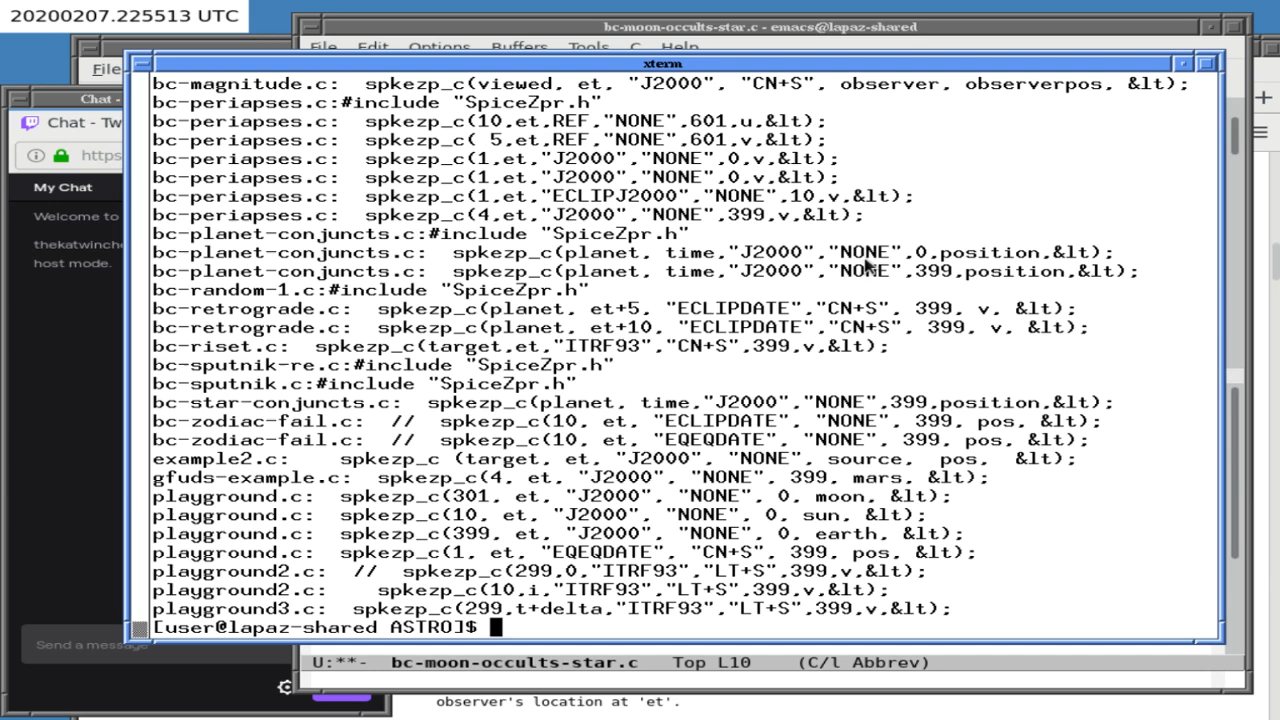 20200207.225513 UTC
bc-moon-occults-star.c - emacs@lapaz-shared
File Edit Options Buffers Tools C Help
File
xterm
Chat -
Chat - Tw
https
My Chat
Welcome to
thekatwinche
host mode.
Send a message
bc-magnitude.c:  spkezp_c(viewed, et, "J2000", "CN+S", observer, observerpos, &lt);
bc-periapses.c:#include "SpiceZpr.h"
bc-periapses.c:  spkezp_c(10,et,REF,"NONE",601,u,&lt);
bc-periapses.c:  spkezp_c( 5,et,REF,"NONE",601,v,&lt);
bc-periapses.c:  spkezp_c(1,et,"J2000","NONE",0,v,&lt);
bc-periapses.c:  spkezp_c(1,et,"J2000","NONE",0,v,&lt);
bc-periapses.c:  spkezp_c(1,et,"ECLIPJ2000","NONE",10,v,&lt);
bc-periapses.c:  spkezp_c(4,et,"J2000","NONE",399,v,&lt);
bc-planet-conjuncts.c:#include "SpiceZpr.h"
bc-planet-conjuncts.c:  spkezp_c(planet, time,"J2000","NONE",0,position,&lt);
bc-planet-conjuncts.c:  spkezp_c(planet, time,"J2000","NONE",399,position,&lt);
bc-random-1.c:#include "SpiceZpr.h"
bc-retrograde.c:  spkezp_c(planet, et+5, "ECLIPDATE","CN+S", 399, v, &lt);
bc-retrograde.c:  spkezp_c(planet, et+10, "ECLIPDATE","CN+S", 399, v, &lt);
bc-riset.c:  spkezp_c(target,et,"ITRF93","CN+S",399,v,&lt);
bc-sputnik-re.c:#include "SpiceZpr.h"
bc-sputnik.c:#include "SpiceZpr.h"
bc-star-conjuncts.c:  spkezp_c(planet, time,"J2000","NONE",399,position,&lt);
bc-zodiac-fail.c:  //  spkezp_c(10, et, "ECLIPDATE", "NONE", 399, pos, &lt);
bc-zodiac-fail.c:  //  spkezp_c(10, et, "EQEQDATE", "NONE", 399, pos, &lt);
example2.c:    spkezp_c (target, et, "J2000", "NONE", source,  pos,  &lt);
gfuds-example.c:  spkezp_c(4, et, "J2000", "NONE", 399, mars, &lt);
playground.c:  spkezp_c(301, et, "J2000", "NONE", 0, moon, &lt);
playground.c:  spkezp_c(10, et, "J2000", "NONE", 0, sun, &lt);
playground.c:  spkezp_c(399, et, "J2000", "NONE", 0, earth, &lt);
playground.c:  spkezp_c(1, et, "EQEQDATE", "CN+S", 399, pos, &lt);
playground2.c:  //  spkezp_c(299,0,"ITRF93","LT+S",399,v,&lt);
playground2.c:    spkezp_c(10,i,"ITRF93","LT+S",399,v,&lt);
playground3.c:  spkezp_c(299,t+delta,"ITRF93","LT+S",399,v,&lt);
[user@lapaz-shared ASTRO]$
U:**-  bc-moon-occults-star.c  Top L10  (C/l Abbrev)
observer's location at 'et'.